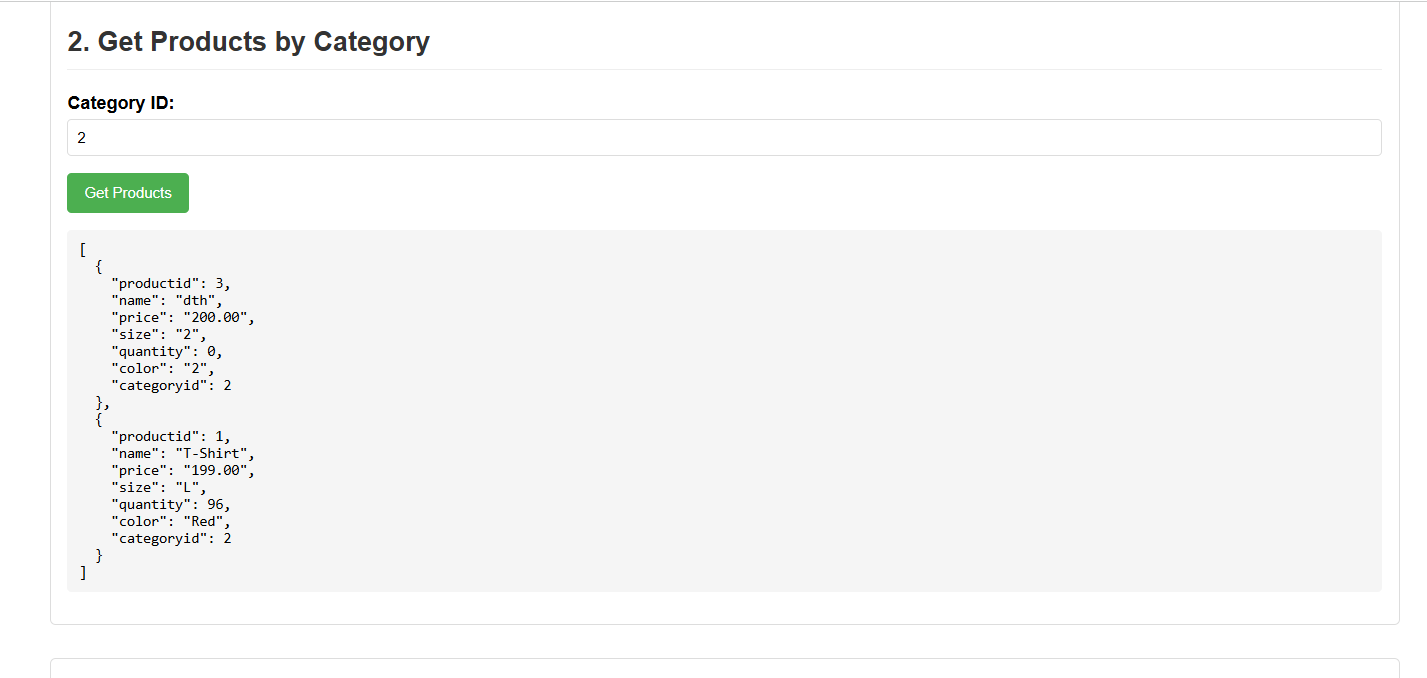 2. Get Products by Category
Category ID:
2
Get Products
[
  {
    "productid": 3,
    "name": "dth",
    "price": "200.00",
    "size": "2",
    "quantity": 0,
    "color": "2",
    "categoryid": 2
  },
  {
    "productid": 1,
    "name": "T-Shirt",
    "price": "199.00",
    "size": "L",
    "quantity": 96,
    "color": "Red",
    "categoryid": 2
  }
]